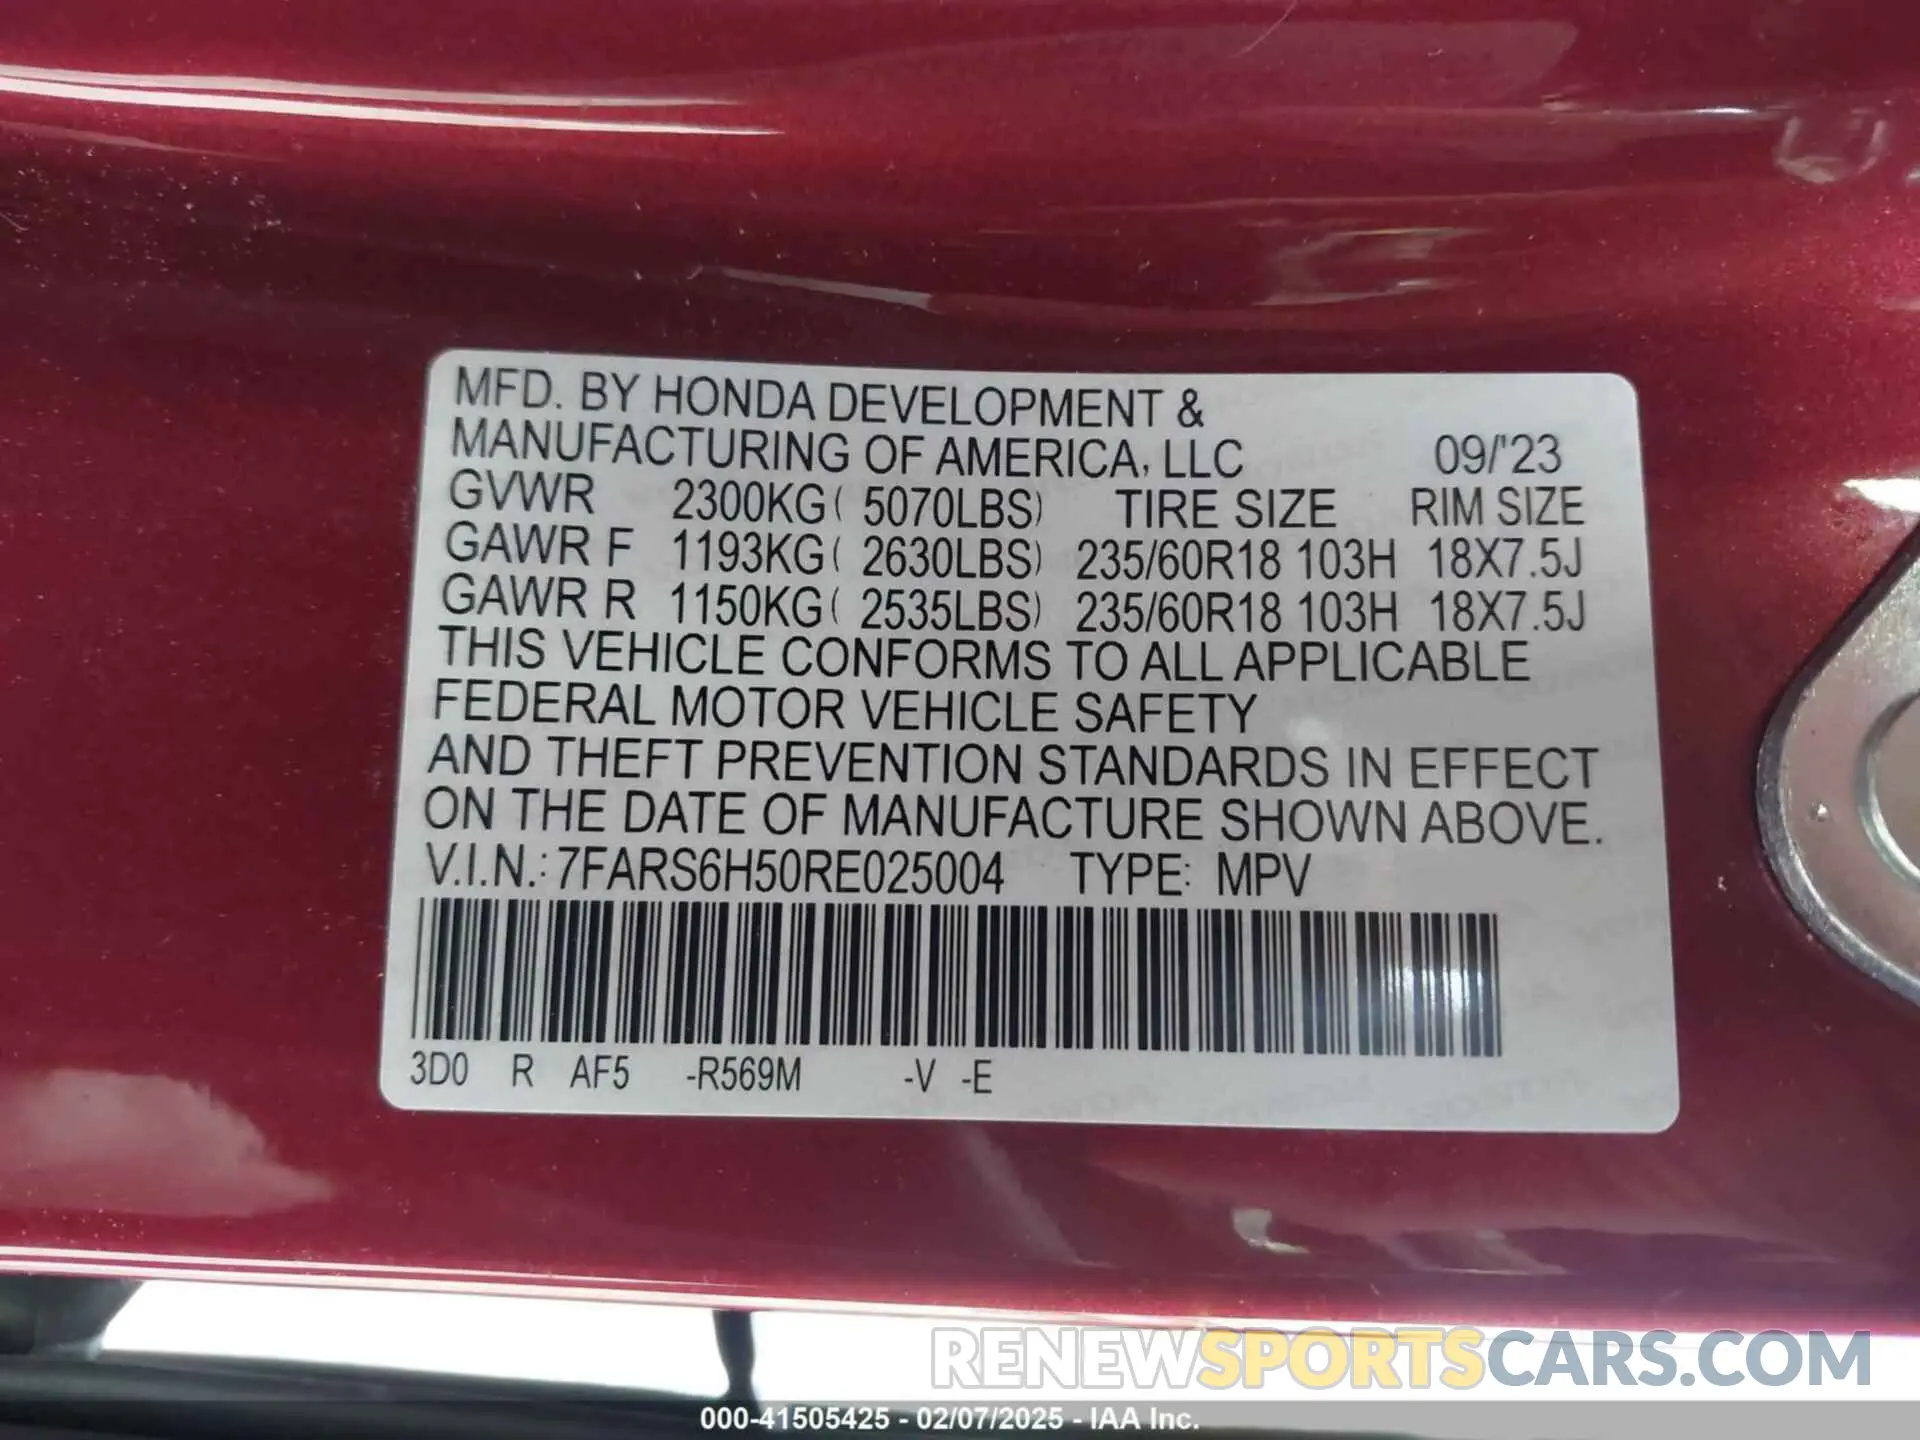 MFD. BY HONDA DEVELOPMENT &
MANUFACTURING OF AMERICA, LLC 09/'23
GVWR 2300KG( 5070LBS) TIRE SIZE RIM SIZE
GAWR F 1193KG( 2630LBS) 235/60R18 103H 18X7.5J
GAWR R 1150KG( 2535LBS) 235/60R18 103H 18X7.5J
THIS VEHICLE CONFORMS TO ALL APPLICABLE
FEDERAL MOTOR VEHICLE SAFETY
AND THEFT PREVENTION STANDARDS IN EFFECT
ON THE DATE OF MANUFACTURE SHOWN ABOVE.
V.I.N.: 7FARS6H50RE025004 TYPE: MPV
3D0 R AF5 -R569M -V -E
RENEWSPORTSCARS.COM
000-41505425 - 02/07/2025 - IAA Inc.